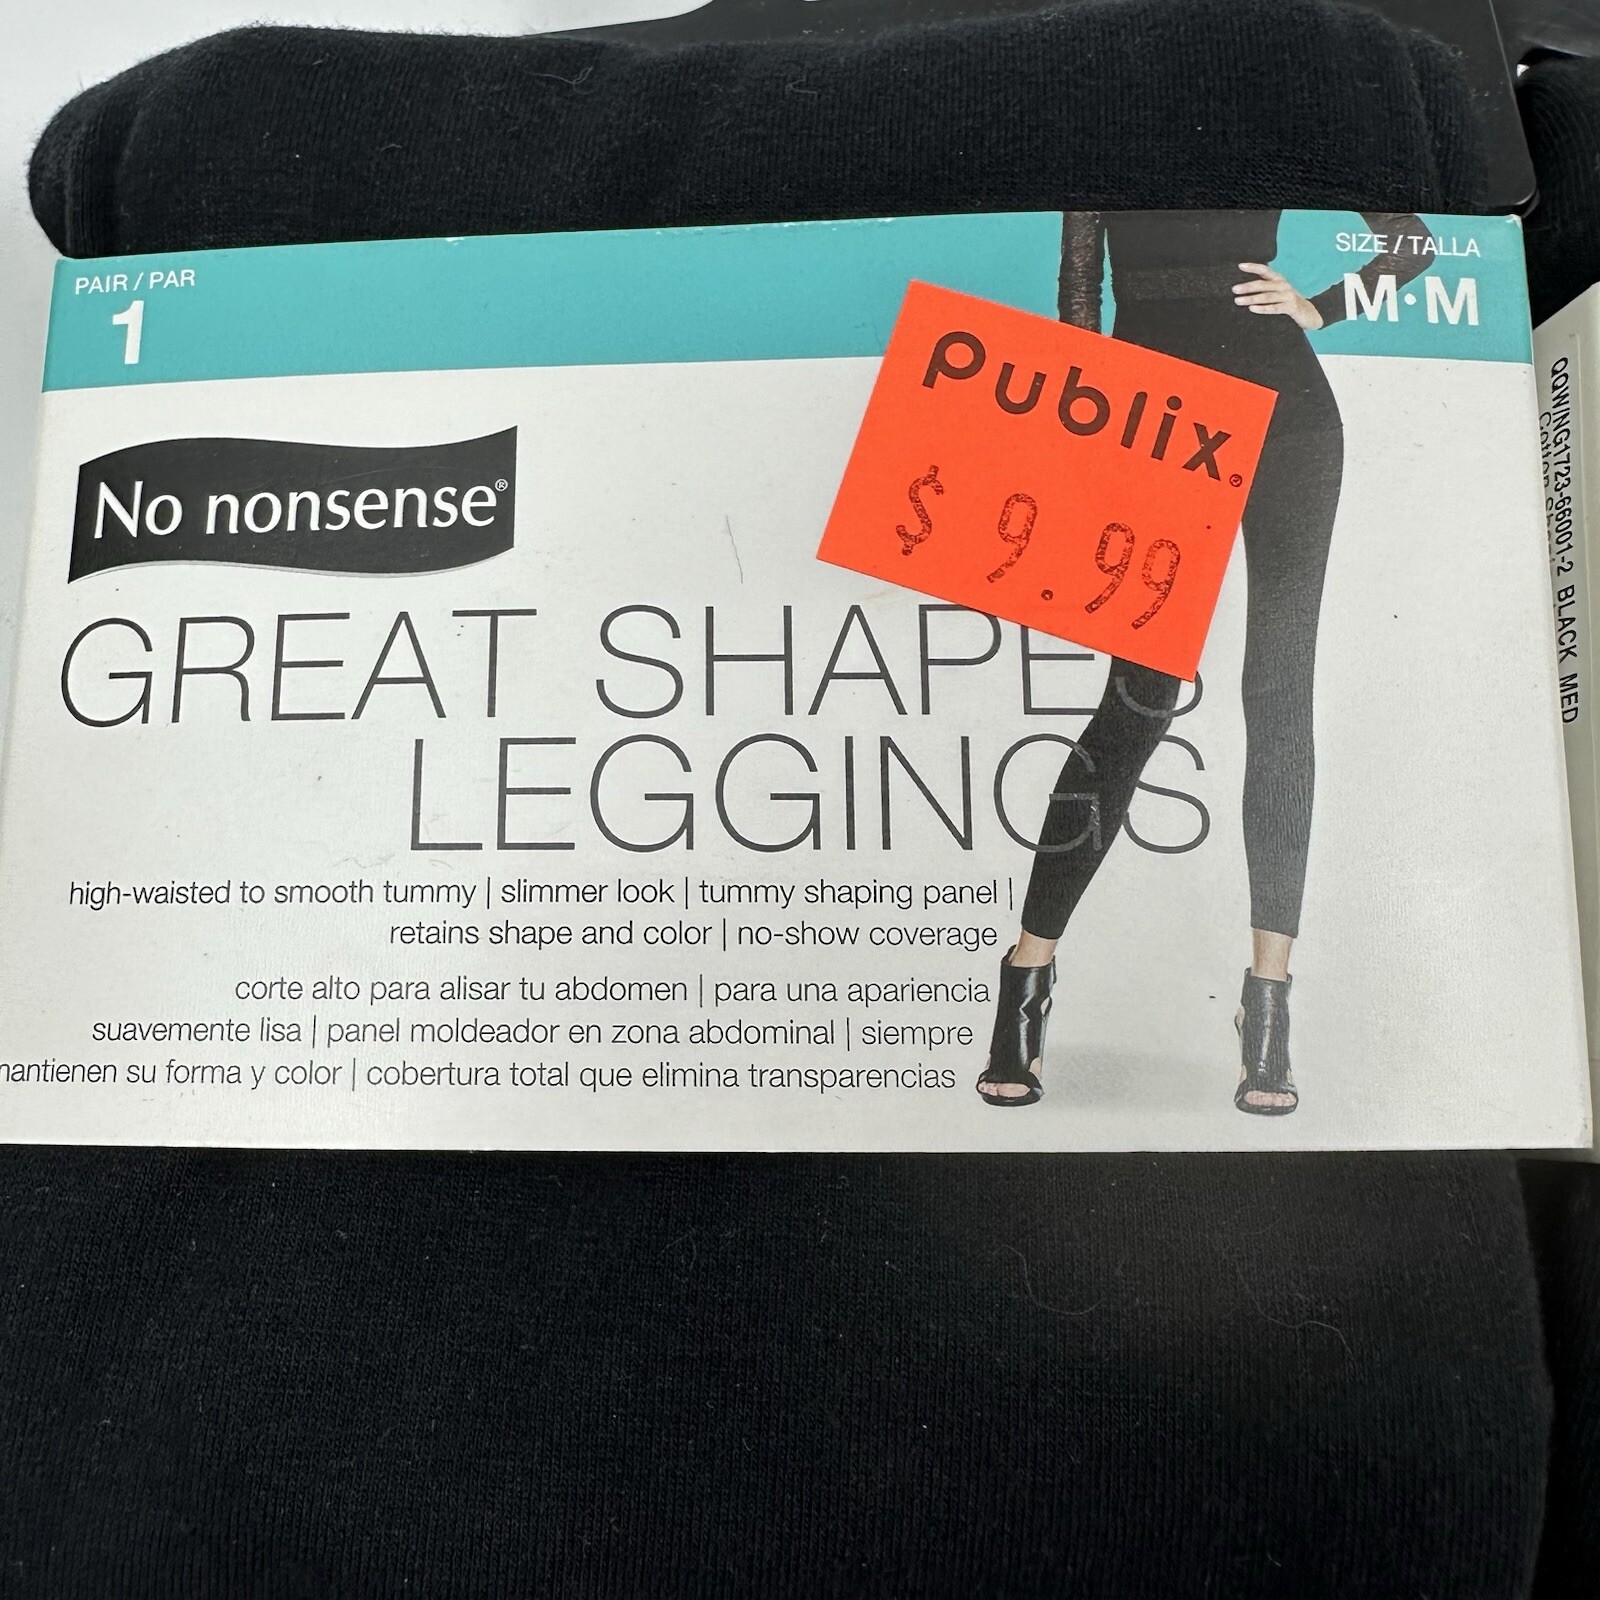 PAIR / PAR
1
SIZE / TALLA
M•M
Publix®
$ 9.99
No nonsense®
GREAT SHAPES
LEGGINGS
high-waisted to smooth tummy | slimmer look | tummy shaping panel |
retains shape and color | no-show coverage
corte alto para alisar tu abdomen | para una apariencia
suavemente lisa | panel moldeador en zona abdominal | siempre
mantienen su forma y color | cobertura total que elimina transparencias
QQWNG1723-66001-2 BLACK MED
Cotton